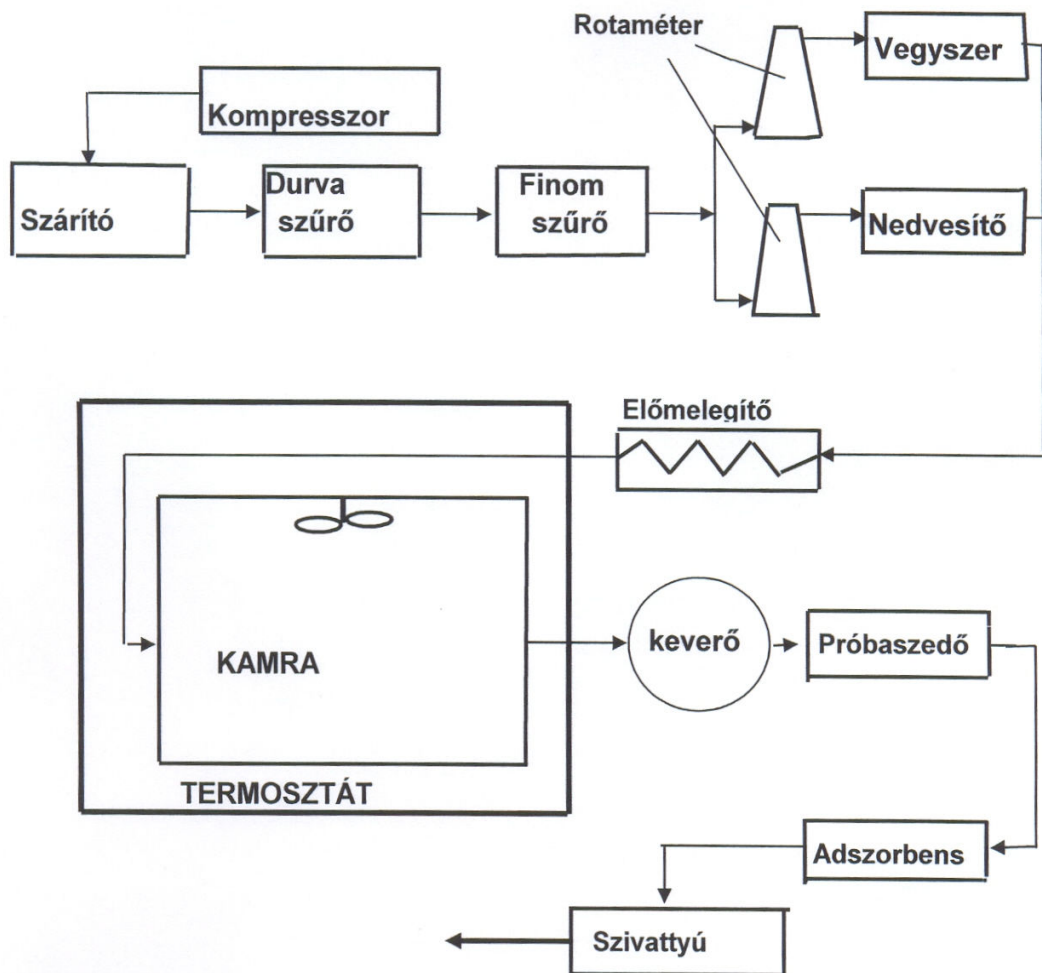 Rotaméter
Vegyszer
Kompresszor
Szárító
Durva
szűrő
Finom
szűrő
Nedvesítő
Előmelegítő
KAMRA
keverő
Próbaszedő
TERMOSZTÁT
Adszorbens
Szivattyú